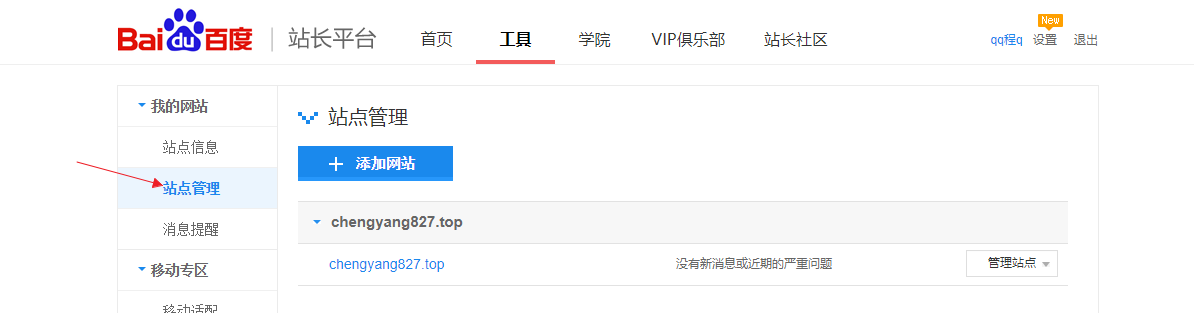 New
Bai du 百度 站长平台 首页 工具 学院 VIP俱乐部 站长社区 qq程q 设置 退出
我的网站
站点信息
站点管理
消息提醒
移动专区
移动适配
站点管理
添加网站
chengyang827.top
chengyang827.top 没有新消息或近期的严重问题 管理站点